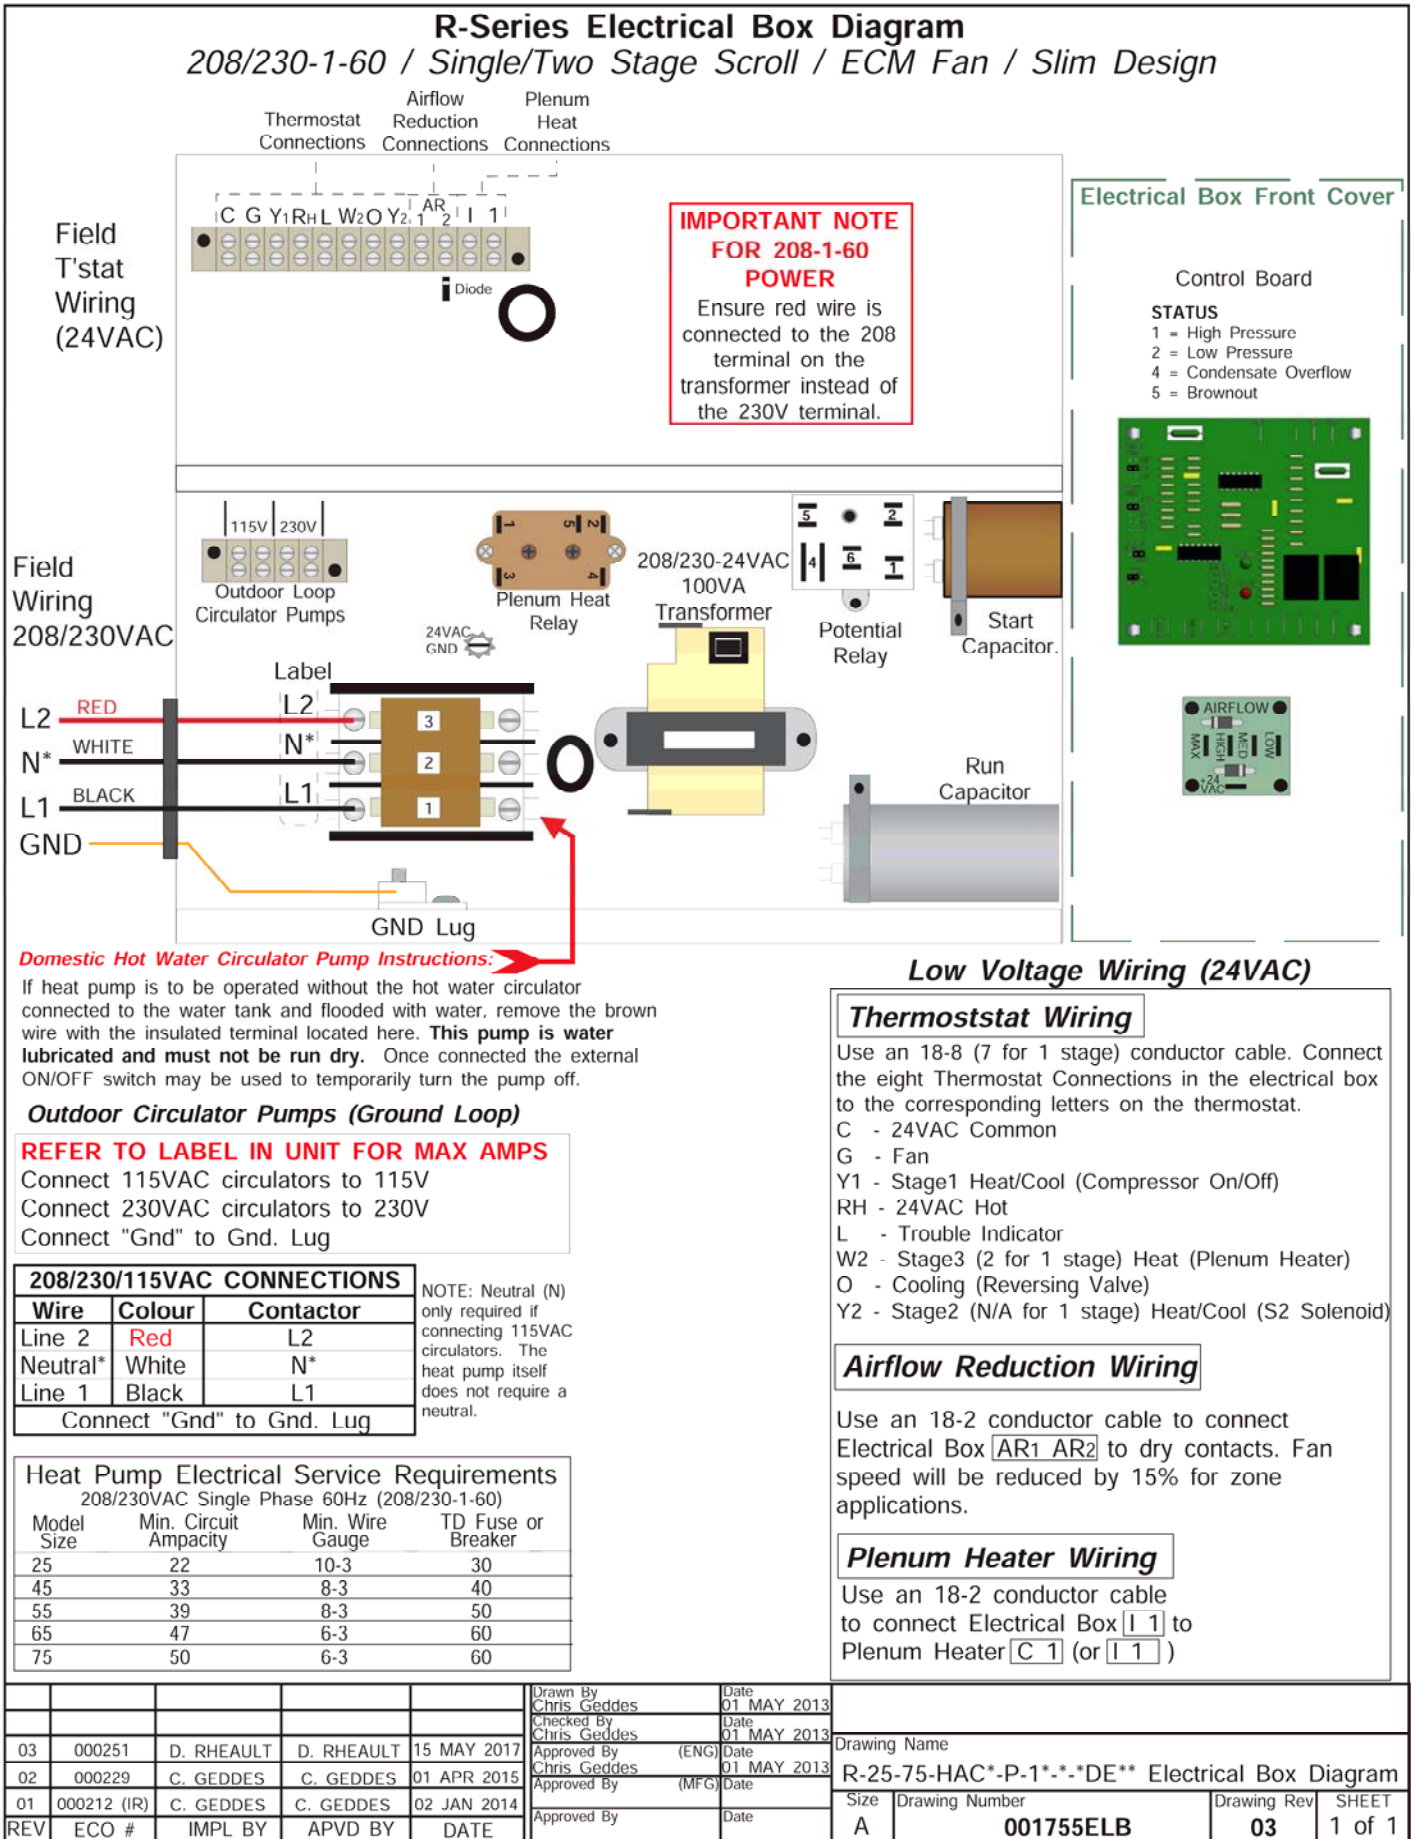 R-Series Electrical Box Diagram
208/230-1-60 / Single/Two Stage Scroll / ECM Fan / Slim Design
Thermostat
Connections
Airflow
Reduction
Connections
Plenum
Heat
Connections
Field
T'stat
Wiring
(24VAC)
AR
C G Y1 RH L W2 O Y2 1 2 I 1
Diode
IMPORTANT NOTE
FOR 208-1-60
POWER
Ensure red wire is
connected to the 208
terminal on the
transformer instead of
the 230V terminal.
Electrical Box Front Cover
Control Board
STATUS
1 = High Pressure
2 = Low Pressure
4 = Condensate Overflow
5 = Brownout
AIRFLOW
MAX HIGH MED LOW
+24
VAC
Field
Wiring
208/230VAC
115V 230V
Outdoor Loop
Circulator Pumps
1 5 2
3 4
Plenum Heat
Relay
24VAC
GND
208/230-24VAC
100VA
Transformer
5 2
4 6 1
Potential
Relay
Start
Capacitor.
Run
Capacitor
Label
L2 RED L2 3
N* WHITE N* 2
L1 BLACK L1 1
GND
GND Lug
Domestic Hot Water Circulator Pump Instructions:
If heat pump is to be operated without the hot water circulator
connected to the water tank and flooded with water, remove the brown
wire with the insulated terminal located here. This pump is water
lubricated and must not be run dry. Once connected the external
ON/OFF switch may be used to temporarily turn the pump off.
Outdoor Circulator Pumps (Ground Loop)
REFER TO LABEL IN UNIT FOR MAX AMPS
Connect 115VAC circulators to 115V
Connect 230VAC circulators to 230V
Connect "Gnd" to Gnd. Lug
208/230/115VAC CONNECTIONS
Wire Colour Contactor
Line 2 Red L2
Neutral* White N*
Line 1 Black L1
Connect "Gnd" to Gnd. Lug
NOTE: Neutral (N)
only required if
connecting 115VAC
circulators. The
heat pump itself
does not require a
neutral.
Heat Pump Electrical Service Requirements
208/230VAC Single Phase 60Hz (208/230-1-60)
Model Size Min. Circuit Ampacity Min. Wire Gauge TD Fuse or Breaker
25 22 10-3 30
45 33 8-3 40
55 39 8-3 50
65 47 6-3 60
75 50 6-3 60
Low Voltage Wiring (24VAC)
Thermoststat Wiring
Use an 18-8 (7 for 1 stage) conductor cable. Connect
the eight Thermostat Connections in the electrical box
to the corresponding letters on the thermostat.
C - 24VAC Common
G - Fan
Y1 - Stage1 Heat/Cool (Compressor On/Off)
RH - 24VAC Hot
L - Trouble Indicator
W2 - Stage3 (2 for 1 stage) Heat (Plenum Heater)
O - Cooling (Reversing Valve)
Y2 - Stage2 (N/A for 1 stage) Heat/Cool (S2 Solenoid)
Airflow Reduction Wiring
Use an 18-2 conductor cable to connect
Electrical Box AR1 AR2 to dry contacts. Fan
speed will be reduced by 15% for zone
applications.
Plenum Heater Wiring
Use an 18-2 conductor cable
to connect Electrical Box I 1 to
Plenum Heater C 1 (or I 1 )
03 000251 D. RHEAULT D. RHEAULT 15 MAY 2017
02 000229 C. GEDDES C. GEDDES 01 APR 2015
01 000212 (IR) C. GEDDES C. GEDDES 02 JAN 2014
REV ECO # IMPL BY APVD BY DATE
Drawn By Date
Chris Geddes 01 MAY 2013
Checked By Date
Chris Geddes 01 MAY 2013
Approved By (ENG) Date
Chris Geddes 01 MAY 2013
Approved By (MFG) Date
Approved By Date
Drawing Name
R-25-75-HAC*-P-1*-*-*DE** Electrical Box Diagram
Size Drawing Number Drawing Rev SHEET
A 001755ELB 03 1 of 1